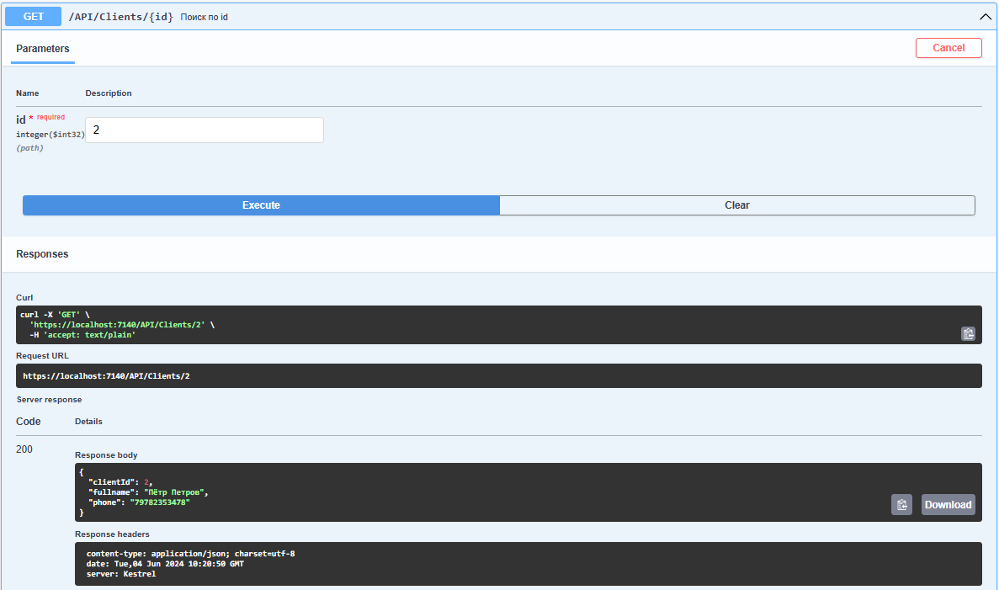 GET /API/Clients/{id} Поиск по id
Parameters Cancel
Name Description
id * required
integer($int32) 2
(path)
Execute Clear
Responses
Curl
curl -X 'GET' \
'https://localhost:7140/API/Clients/2' \
-H 'accept: text/plain'
Request URL
https://localhost:7140/API/Clients/2
Server response
Code Details
200
Response body
{
"clientId": 2,
"fullname": "Пётр Петров",
"phone": "79782353478"
}
Download
Response headers
content-type: application/json; charset=utf-8
date: Tue,04 Jun 2024 10:20:50 GMT
server: Kestrel